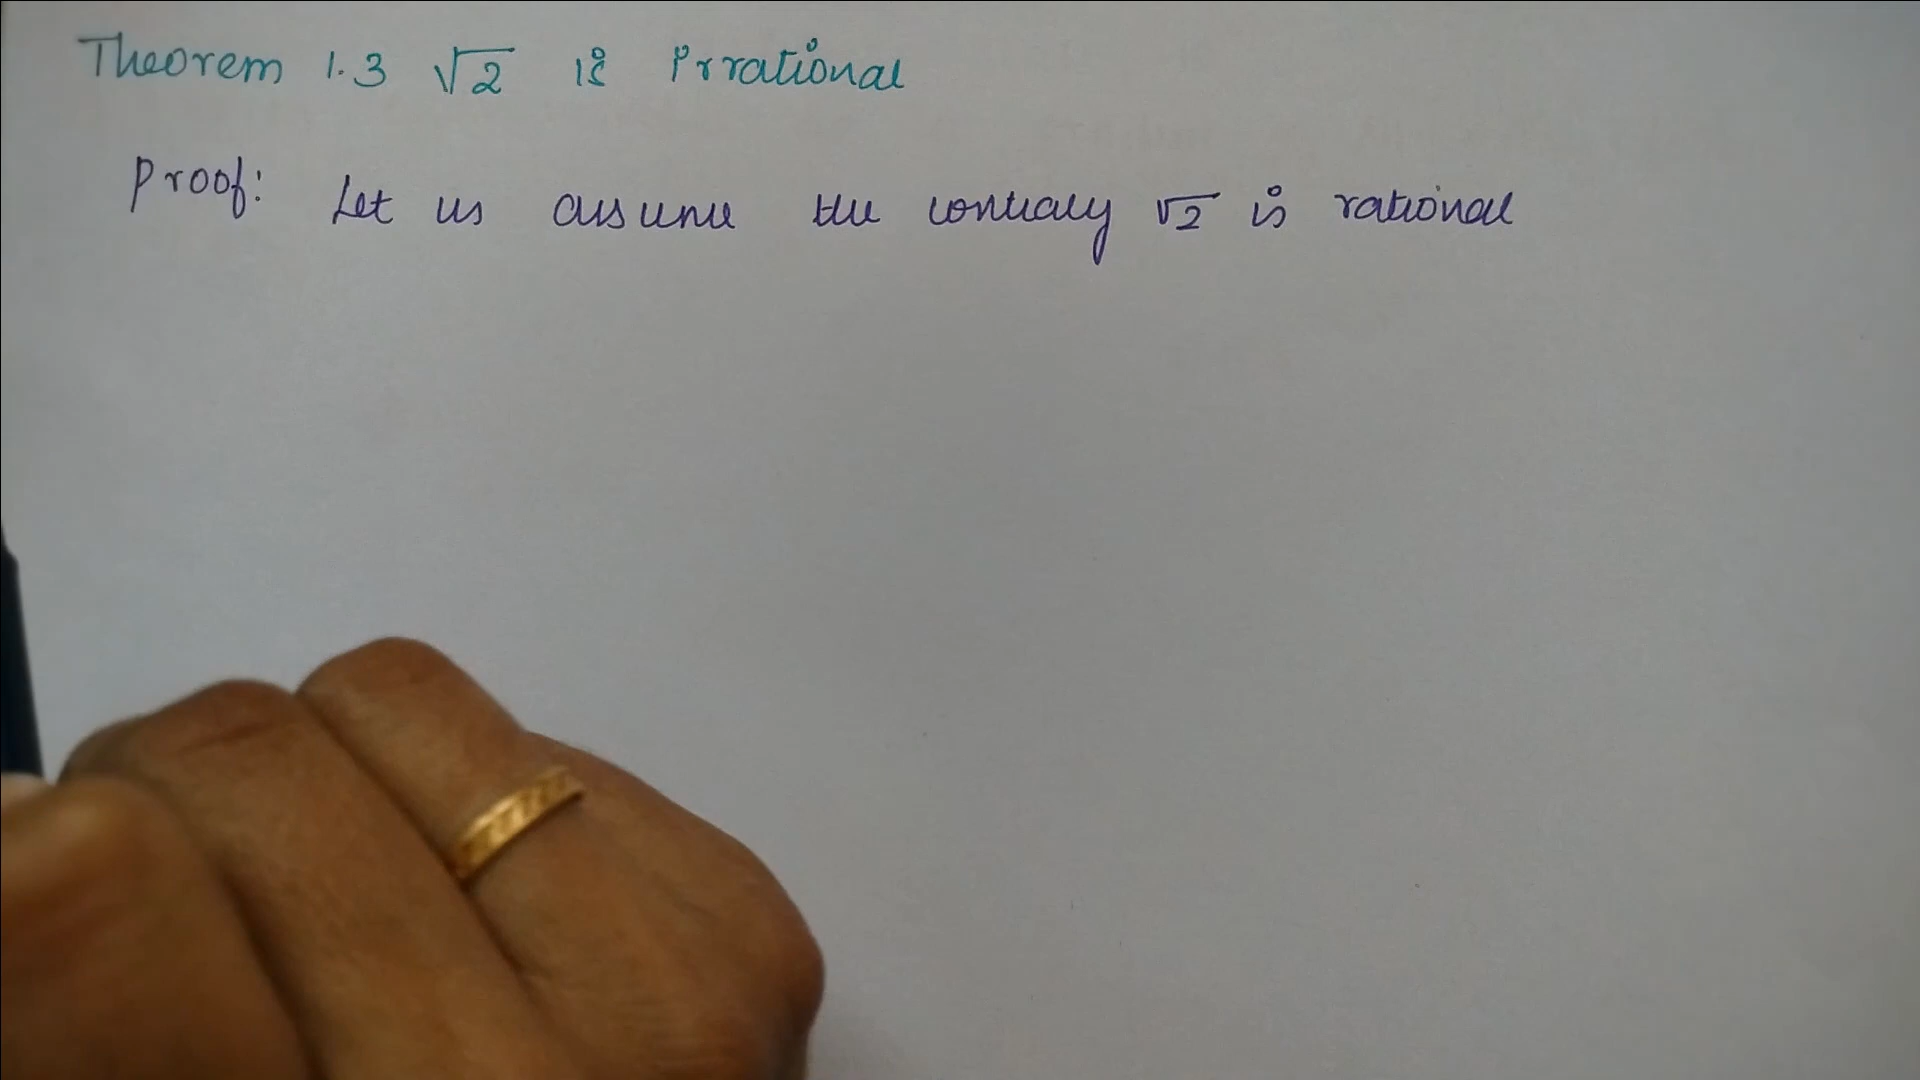 Theorem 1.3 √2 is irrational
Proof: Let us assume the contrary √2 is rational